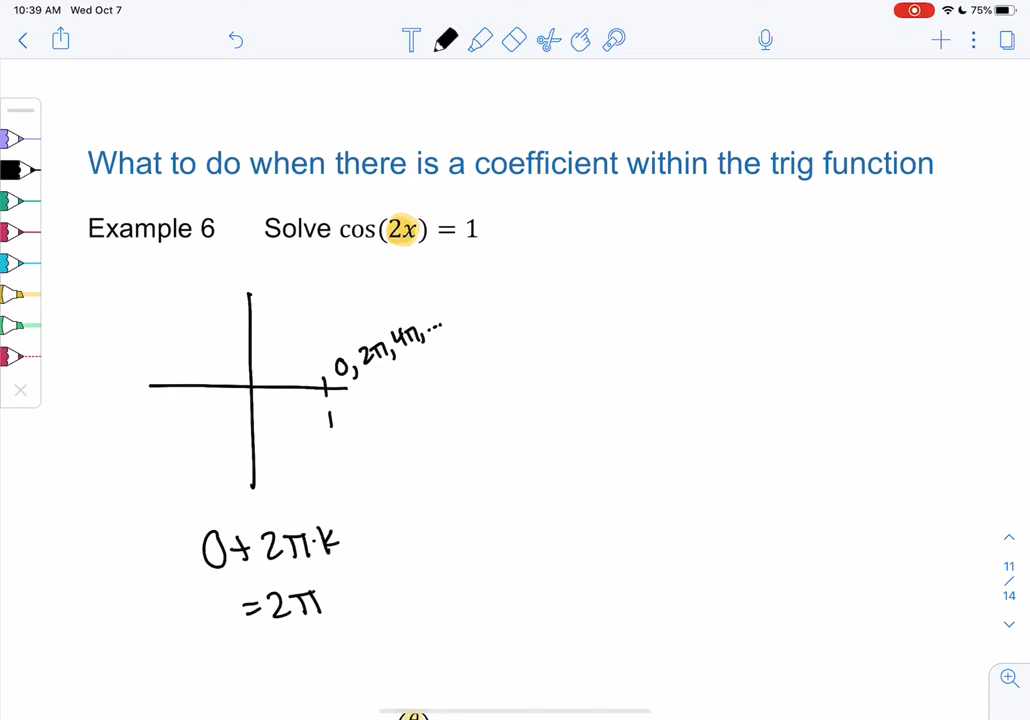 10:39 AM Wed Oct 7
75%
T
What to do when there is a coefficient within the trig function
Example 6 Solve cos(2x) = 1
0, 2π, 4π, ...
1
0 + 2π·k
= 2π
11
/
14
(θ)